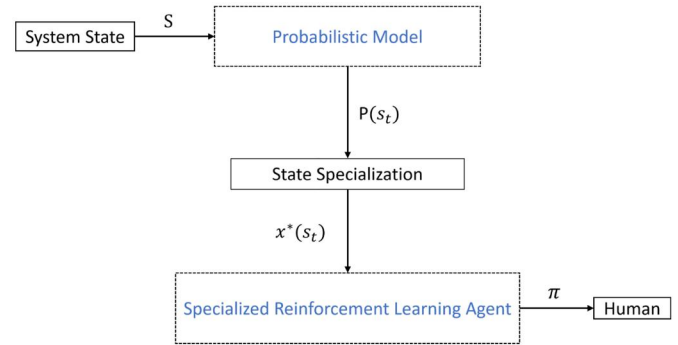 System State
S
Probabilistic Model
P(s_t)
State Specialization
x*(s_t)
Specialized Reinforcement Learning Agent
π
Human